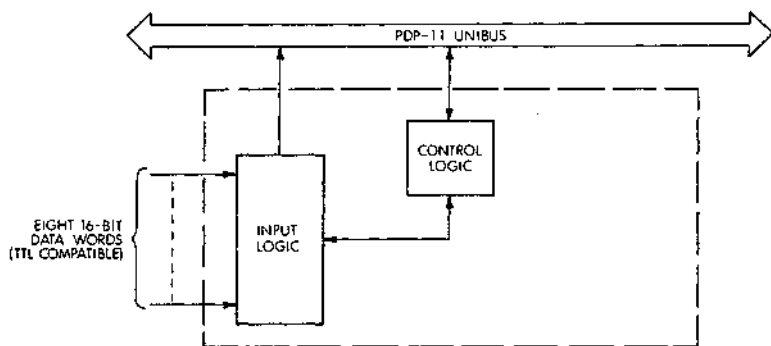 PDP-11 UNIBUS
CONTROL
LOGIC
EIGHT 16-BIT
DATA WORDS
(TTL COMPATIBLE)
INPUT
LOGIC